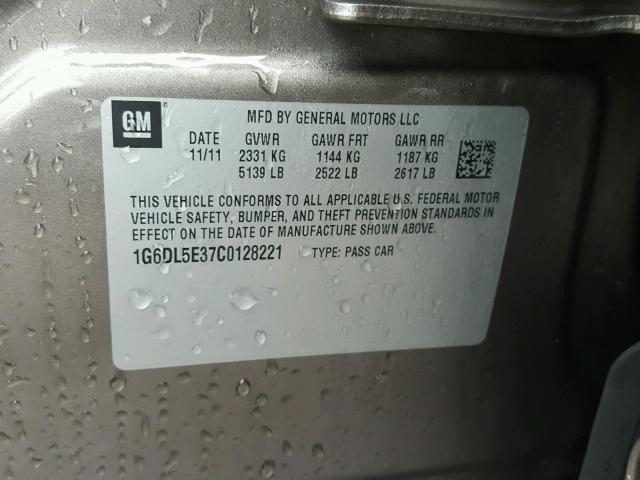 GM ®
MFD BY GENERAL MOTORS LLC
DATE GVWR GAWR FRT GAWR RR
11/11 2331 KG 1144 KG 1187 KG
5139 LB 2522 LB 2617 LB
THIS VEHICLE CONFORMS TO ALL APPLICABLE U.S. FEDERAL MOTOR
VEHICLE SAFETY, BUMPER, AND THEFT PREVENTION STANDARDS IN
EFFECT ON THE DATE OF MANUFACTURE SHOWN ABOVE.
1G6DL5E37C0128221 TYPE: PASS CAR